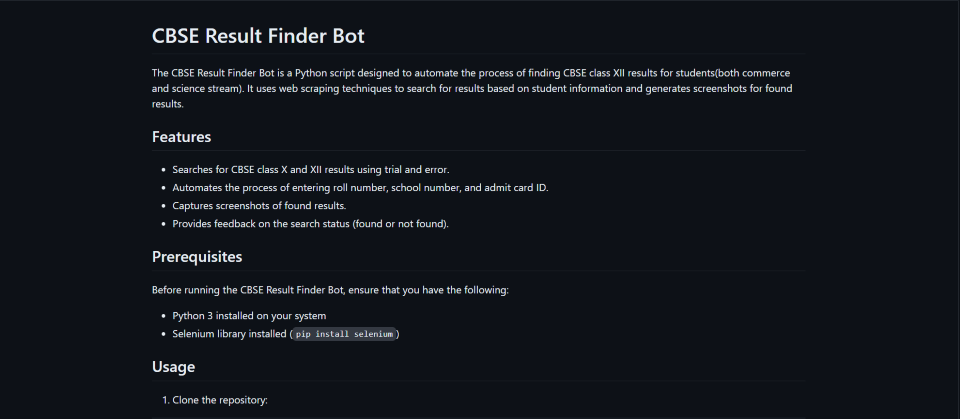 CBSE Result Finder Bot
The CBSE Result Finder Bot is a Python script designed to automate the process of finding CBSE class XII results for students(both commerce
and science stream). It uses web scraping techniques to search for results based on student information and generates screenshots for found
results.
Features
• Searches for CBSE class X and XII results using trial and error.
• Automates the process of entering roll number, school number, and admit card ID.
• Captures screenshots of found results.
• Provides feedback on the search status (found or not found).
Prerequisites
Before running the CBSE Result Finder Bot, ensure that you have the following:
• Python 3 installed on your system
• Selenium library installed (pip install selenium)
Usage
1. Clone the repository: